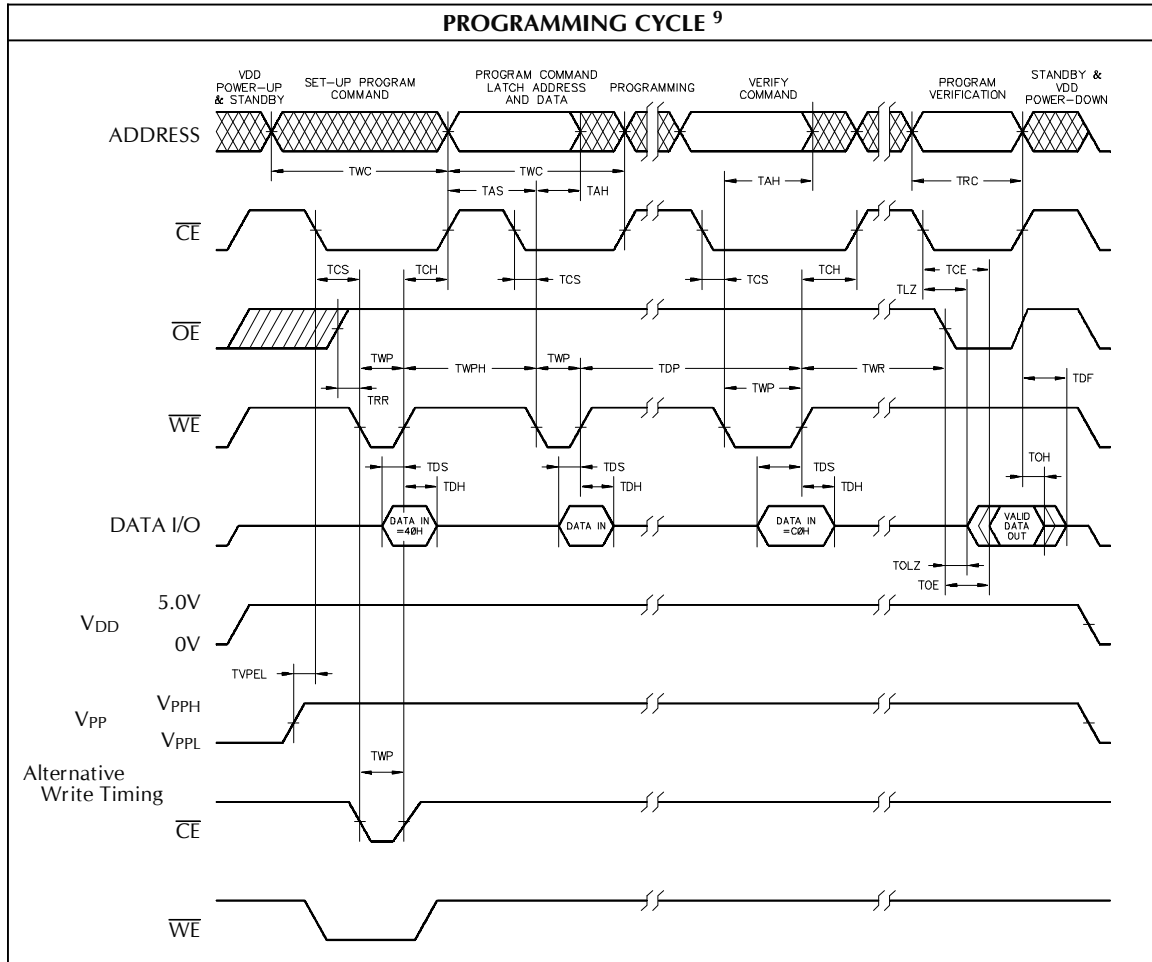 PROGRAMMING CYCLE 9
VDD
POWER-UP
& STANDBY
SET-UP PROGRAM
COMMAND
PROGRAM COMMAND
LATCH ADDRESS
AND DATA
PROGRAMMING
VERIFY
COMMAND
PROGRAM
VERIFICATION
STANDBY &
VDD
POWER-DOWN
ADDRESS
TWC
TWC
TAS
TAH
TAH
TRC
CE
TCS
TCH
TCS
TCS
TCH
TCE
TLZ
OE
TWP
TWPH
TWP
TDP
TWP
TWR
TDF
TRR
WE
TDS
TDH
TDS
TDH
TDS
TDH
TOH
DATA I/O
DATA IN
=40H
DATA IN
DATA IN
=C0H
VALID
DATA
OUT
TOLZ
TOE
5.0V
VDD
0V
TVPEL
VPPH
VPP
VPPL
TWP
Alternative
Write Timing
CE
WE